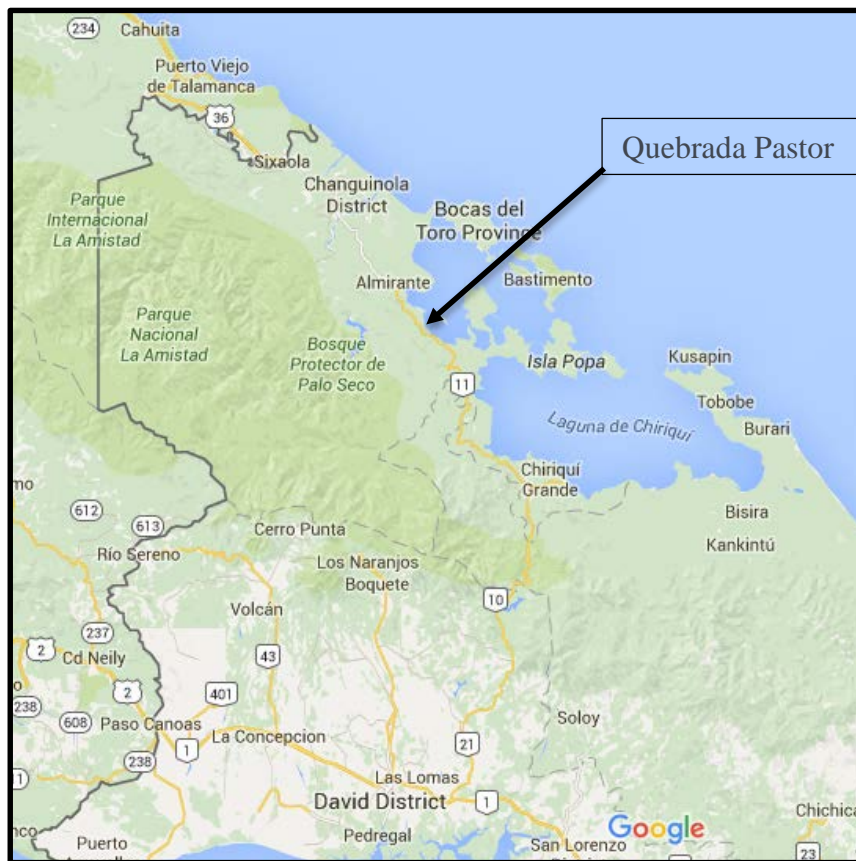 234
Cahuita
Puerto Viejo
de Talamanca
36
Sixaola
Quebrada Pastor
Changuinola
District
Parque
Internacional
La Amistad
Bocas del
Toro Province
Almirante
Bastimento
Parque
Nacional
La Amistad
Bosque
Protector de
Palo Seco
Isla Popa
Kusapin
11
Tobobe
Laguna de Chiriquí
Burari
Chiriquí
Grande
mo
612
613
Bisira
Cerro Punta
Kankintú
Río Sereno
Los Naranjos
Boquete
10
Volcán
237
2
43
Cd Neily
2
401
238
608
Paso Canoas
Soloy
1
La Concepcion
21
238
1
Las Lomas
David District
1
Google
Chichica
nco
Puerto
Pedregal
San Lorenzo
23